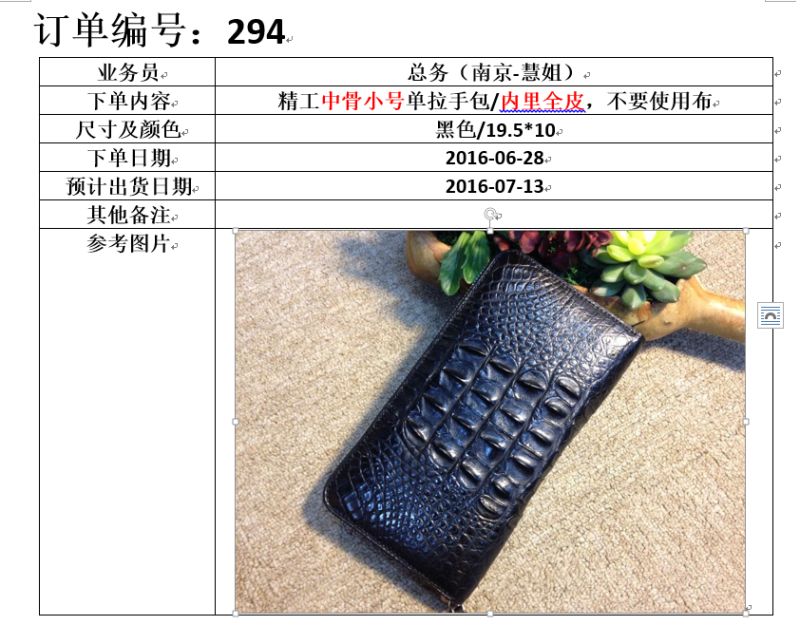 订单编号：294
业务员 总务（南京-慧姐）
下单内容 精工中骨小号单拉手包/内里全皮，不要使用布
尺寸及颜色 黑色/19.5*10
下单日期 2016-06-28
预计出货日期 2016-07-13
其他备注
参考图片